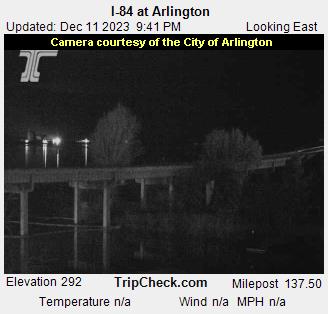 I-84 at Arlington
Updated: Dec 11 2023 9:41 PM Looking East
Camera courtesy of the City of Arlington
Elevation 292 TripCheck.com Milepost 137.50
Temperature n/a Wind n/a MPH n/a